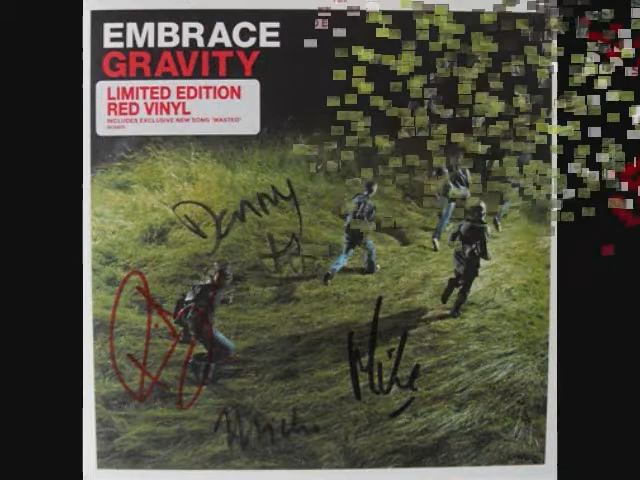 EMBRACE
GRAVITY
LIMITED EDITION
RED VINYL
INCLUDES EXCLUSIVE NEW SONG "WASTED"
Danny
Mike